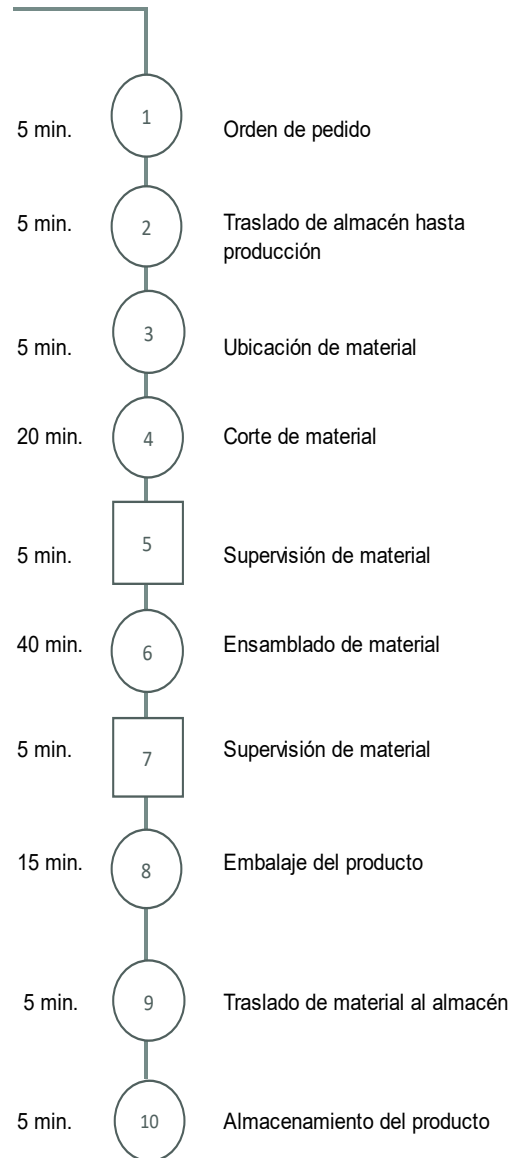 5 min. 1 Orden de pedido
5 min. 2 Traslado de almacén hasta
producción
5 min. 3 Ubicación de material
20 min. 4 Corte de material
5 min. 5 Supervisión de material
40 min. 6 Ensamblado de material
5 min. 7 Supervisión de material
15 min. 8 Embalaje del producto
5 min. 9 Traslado de material al almacén
5 min. 10 Almacenamiento del producto